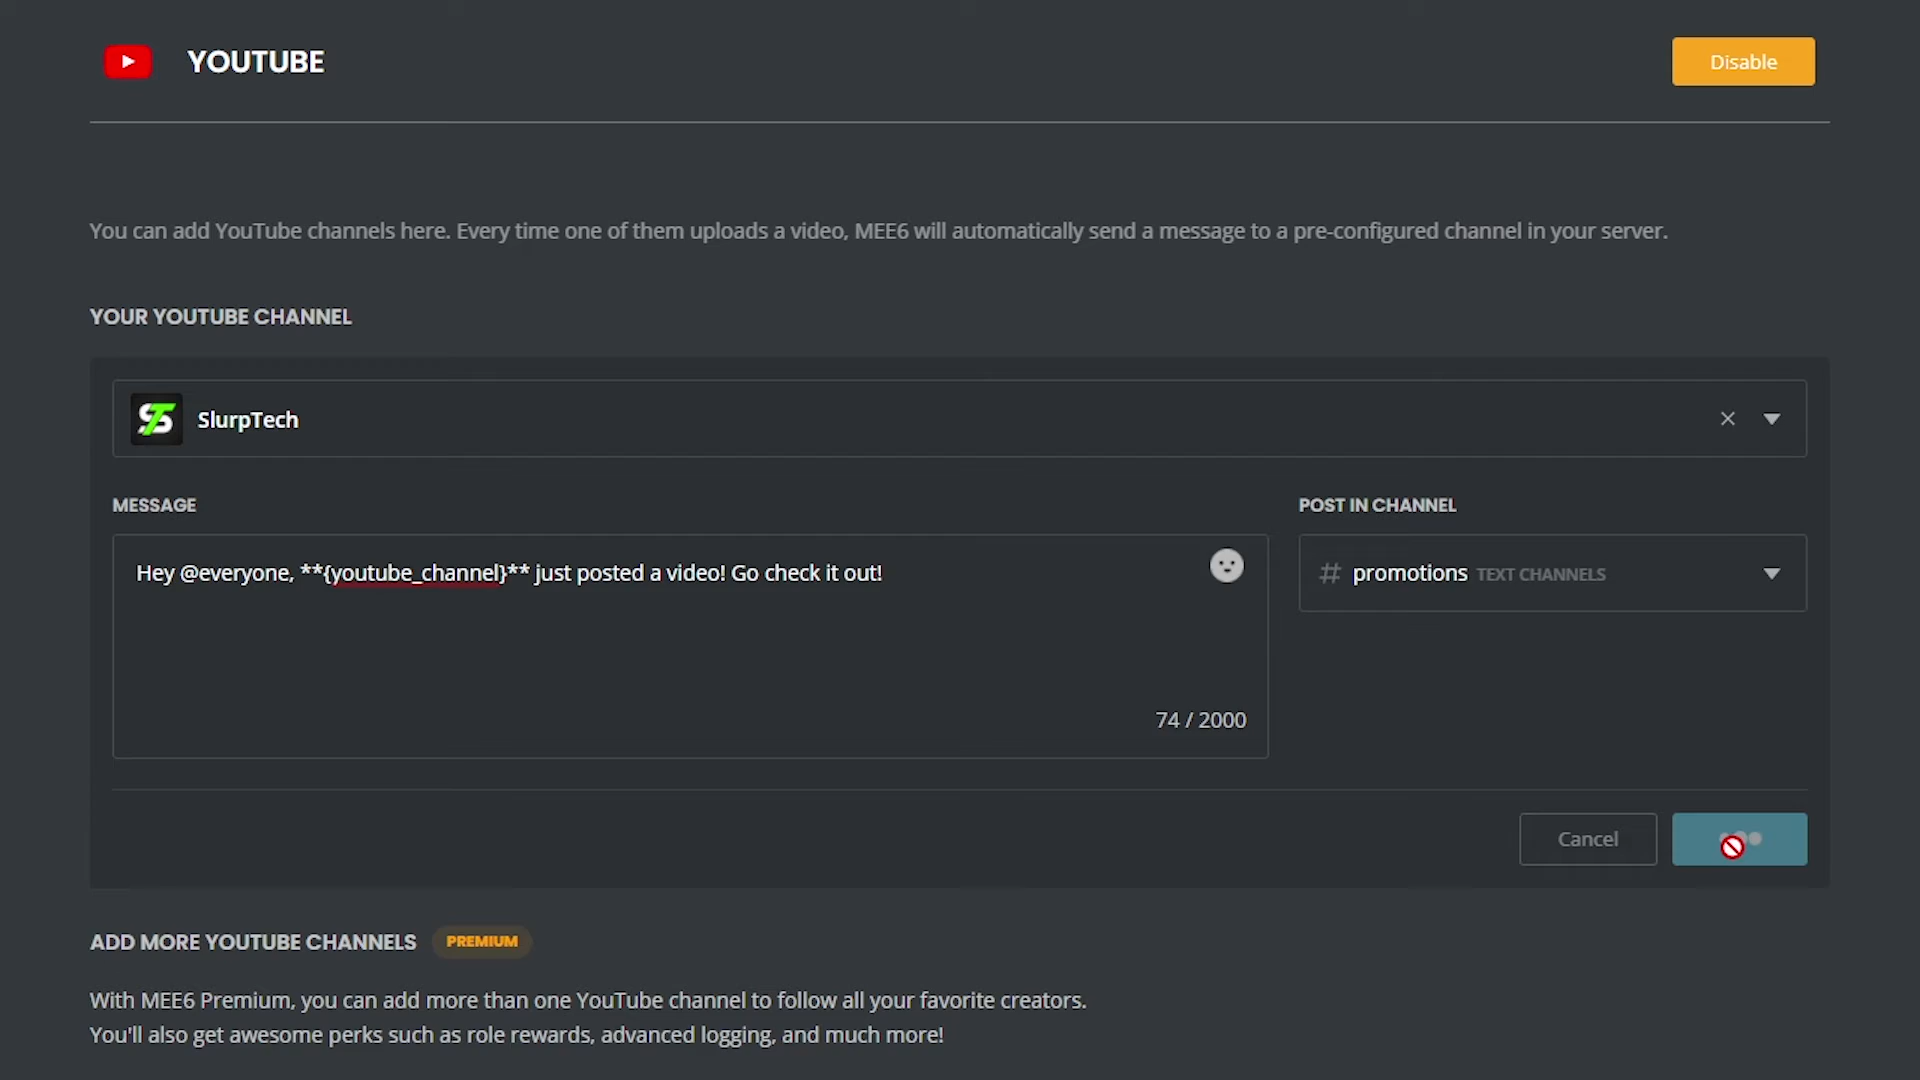 YOUTUBE
Disable
You can add YouTube channels here. Every time one of them uploads a video, MEE6 will automatically send a message to a pre-configured channel in your server.
YOUR YOUTUBE CHANNEL
SlurpTech
MESSAGE
POST IN CHANNEL
Hey @everyone, **{youtube_channel}** just posted a video! Go check it out!
# promotions TEXT CHANNELS
74 / 2000
Cancel
ADD MORE YOUTUBE CHANNELS PREMIUM
With MEE6 Premium, you can add more than one YouTube channel to follow all your favorite creators.
You'll also get awesome perks such as role rewards, advanced logging, and much more!